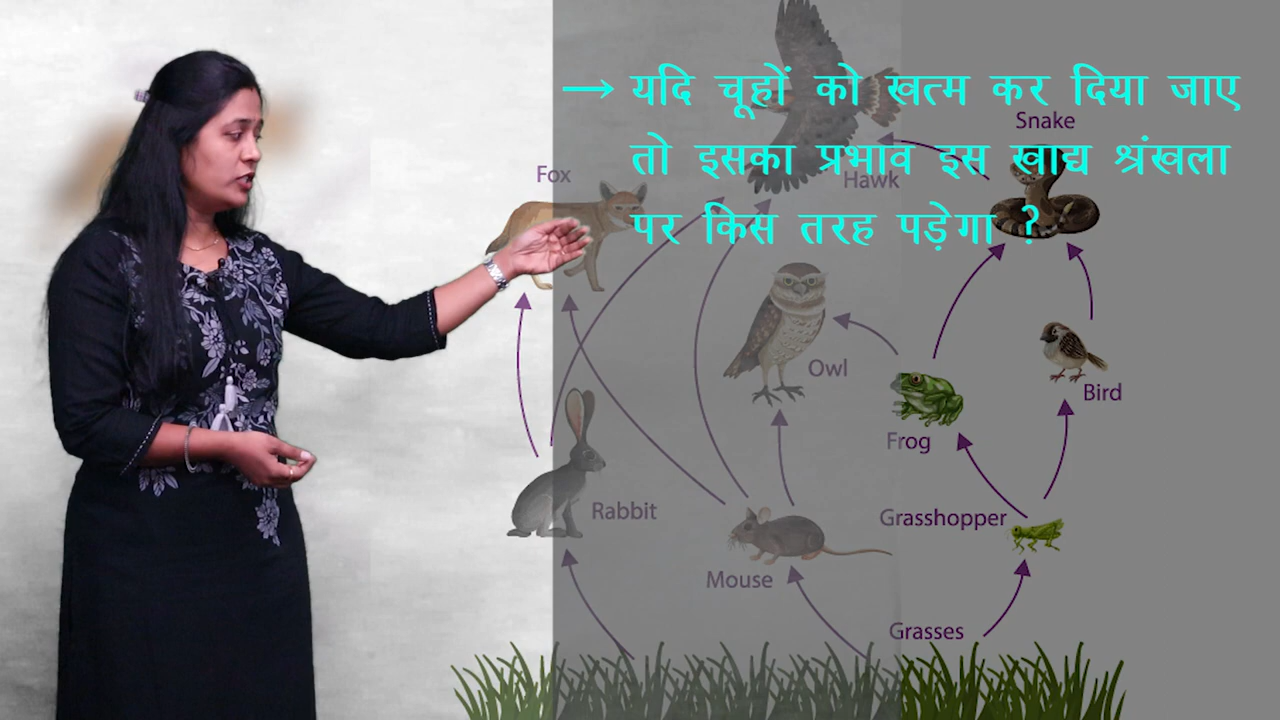 → यदि चूहों को खत्म कर दिया जाए
तो इसका प्रभाव इस खाद्य श्रंखला
पर किस तरह पड़ेगा ?
Snake
Fox
Hawk
Owl
Bird
Frog
Rabbit
Grasshopper
Mouse
Grasses